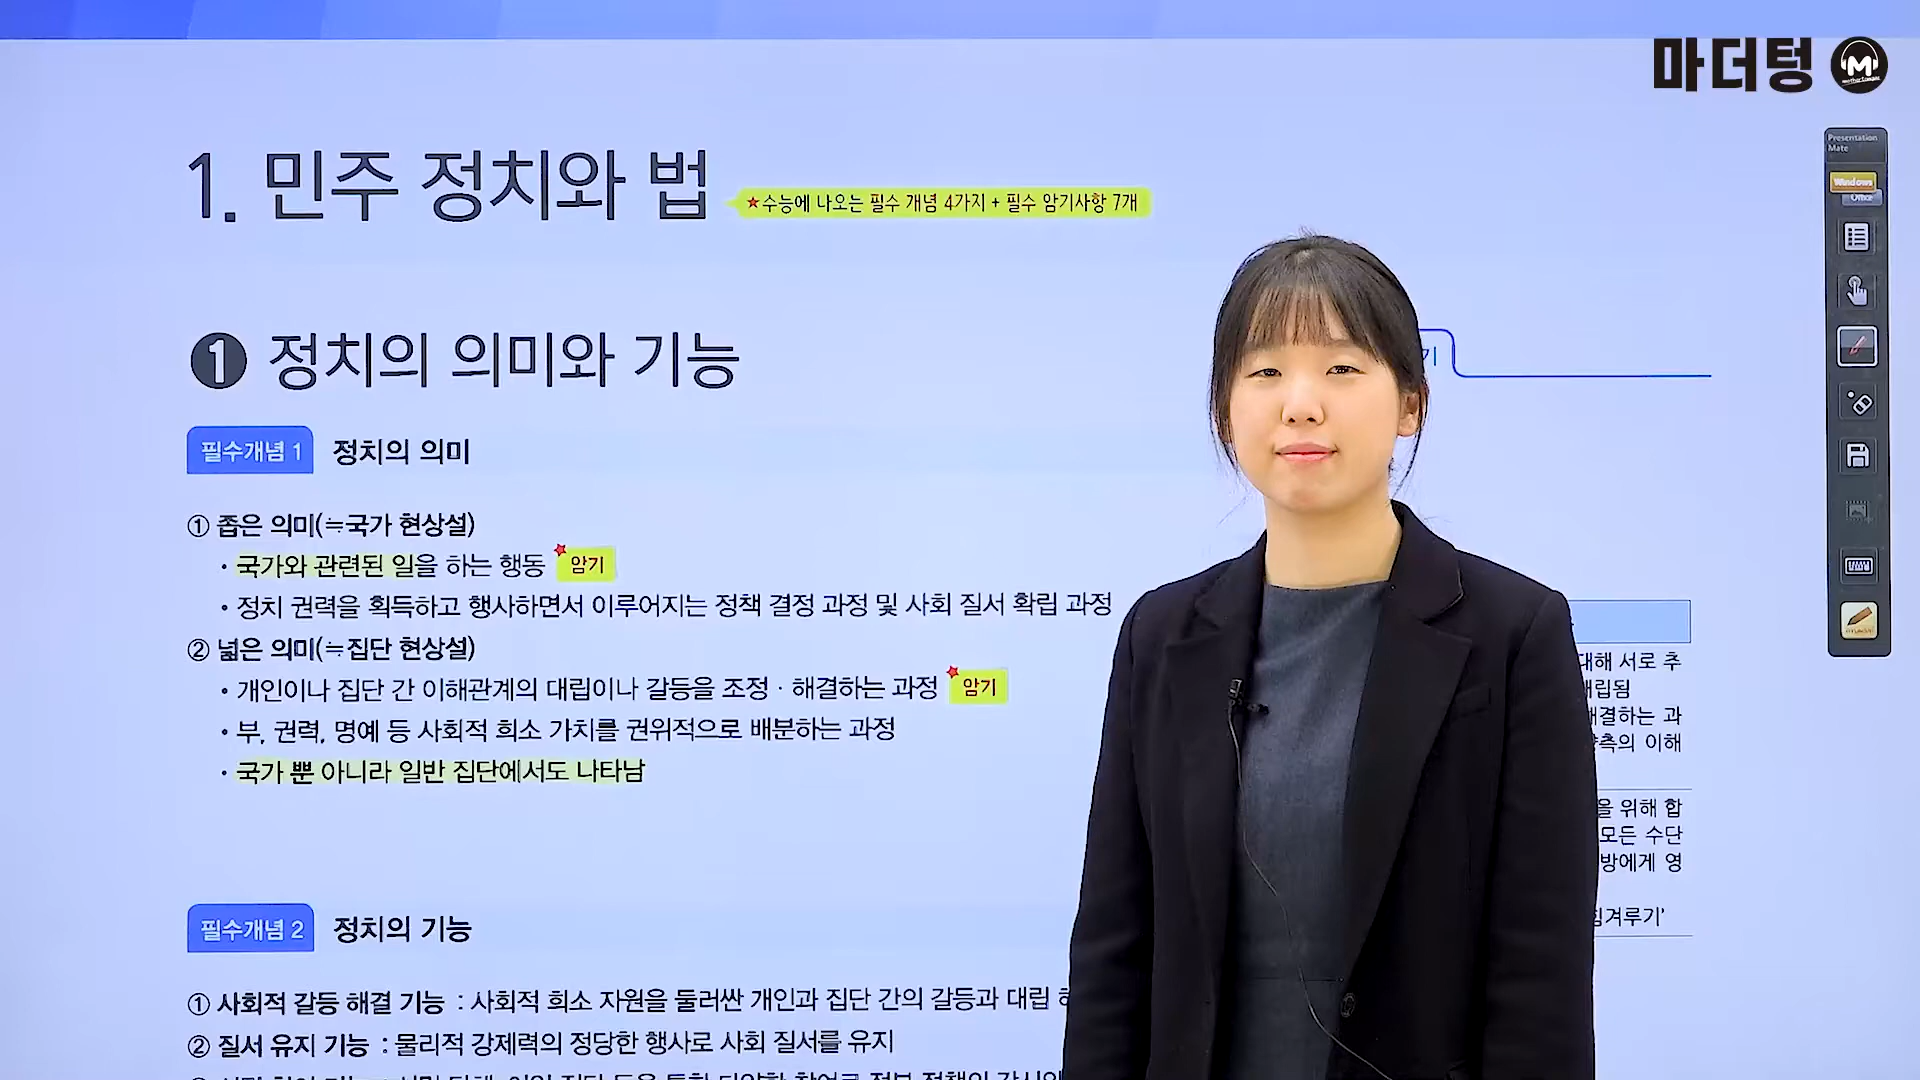 마더텅
Presentation
Mate
Windows
Office
1. 민주 정치와 법
★수능에 나오는 필수 개념 4가지 + 필수 암기사항 7개
❶ 정치의 의미와 기능
필수개념 1 정치의 의미
① 좁은 의미(≒국가 현상설)
• 국가와 관련된 일을 하는 행동 암기
• 정치 권력을 획득하고 행사하면서 이루어지는 정책 결정 과정 및 사회 질서 확립 과정
② 넓은 의미(≒집단 현상설)
• 개인이나 집단 간 이해관계의 대립이나 갈등을 조정·해결하는 과정 암기
• 부, 권력, 명예 등 사회적 희소 가치를 권위적으로 배분하는 과정
• 국가 뿐 아니라 일반 집단에서도 나타남
필수개념 2 정치의 기능
① 사회적 갈등 해결 기능 : 사회적 희소 자원을 둘러싼 개인과 집단 간의 갈등과 대립
② 질서 유지 기능 : 물리적 강제력의 정당한 행사로 사회 질서를 유지
기
대해 서로 추
대립됨
해결하는 과
측의 이해
을 위해 합
모든 수단
방에게 영
힘겨루기'